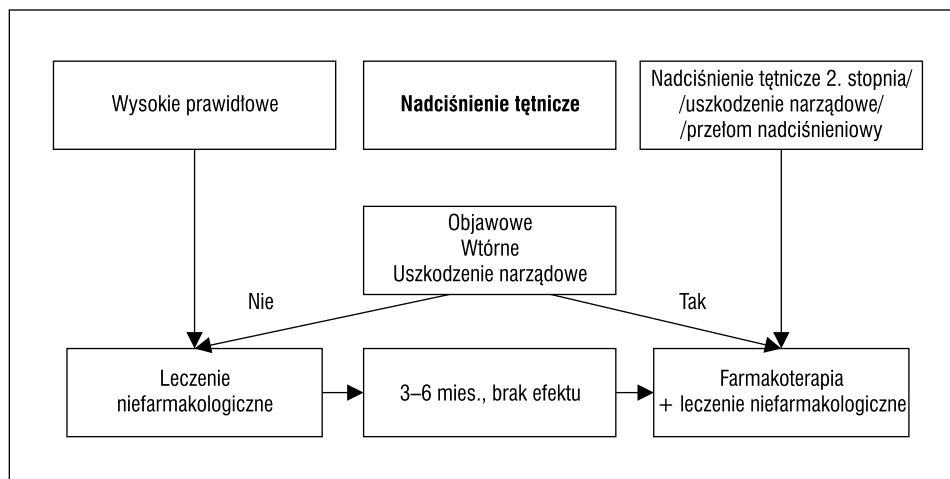 Wysokie prawidłowe
Nadciśnienie tętnicze
Nadciśnienie tętnicze 2. stopnia/
/uszkodzenie narządowe/
/przełom nadciśnieniowy
Objawowe
Wtórne
Uszkodzenie narządowe
Nie
Tak
Leczenie
niefarmakologiczne
3–6 mies., brak efektu
Farmakoterapia
+ leczenie niefarmakologiczne